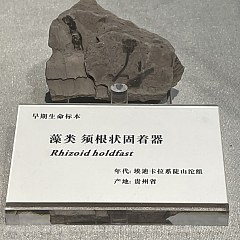 早期生命标本
藻类 须根状固着器
Rhizoid holdfast
年代: 埃迪卡拉系陡山沱组
产地: 贵州省